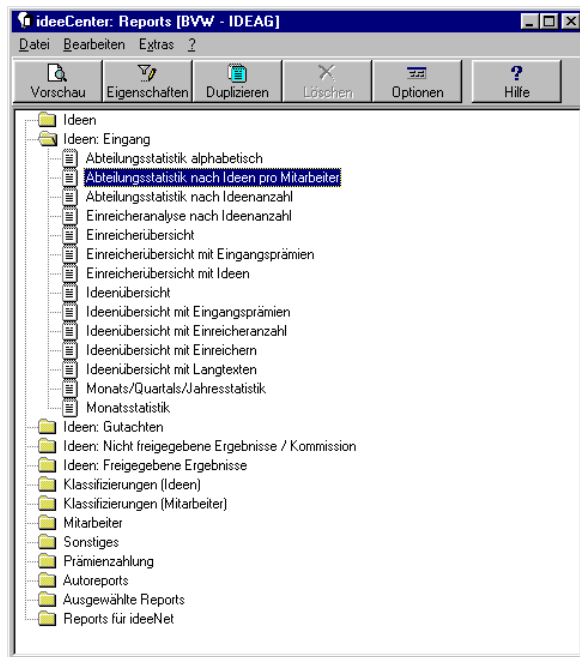 ideeCenter: Reports [BVW - IDEAG]
Datei Bearbeiten Extras ?
Vorschau Eigenschaften Duplizieren Löschen Optionen Hilfe
Ideen
Ideen: Eingang
Abteilungsstatistik alphabetisch
Abteilungsstatistik nach Ideen pro Mitarbeiter
Abteilungsstatistik nach Ideenanzahl
Einreicheranalyse nach Ideenanzahl
Einreicherübersicht
Einreicherübersicht mit Eingangsprämien
Einreicherübersicht mit Ideen
Ideenübersicht
Ideenübersicht mit Eingangsprämien
Ideenübersicht mit Einreicheranzahl
Ideenübersicht mit Einreichern
Ideenübersicht mit Langtexten
Monats/Quartals/Jahresstatistik
Monatsstatistik
Ideen: Gutachten
Ideen: Nicht freigegebene Ergebnisse / Kommission
Ideen: Freigegebene Ergebnisse
Klassifizierungen (Ideen)
Klassifizierungen (Mitarbeiter)
Mitarbeiter
Sonstiges
Prämienzahlung
Autoreports
Ausgewählte Reports
Reports für ideeNet